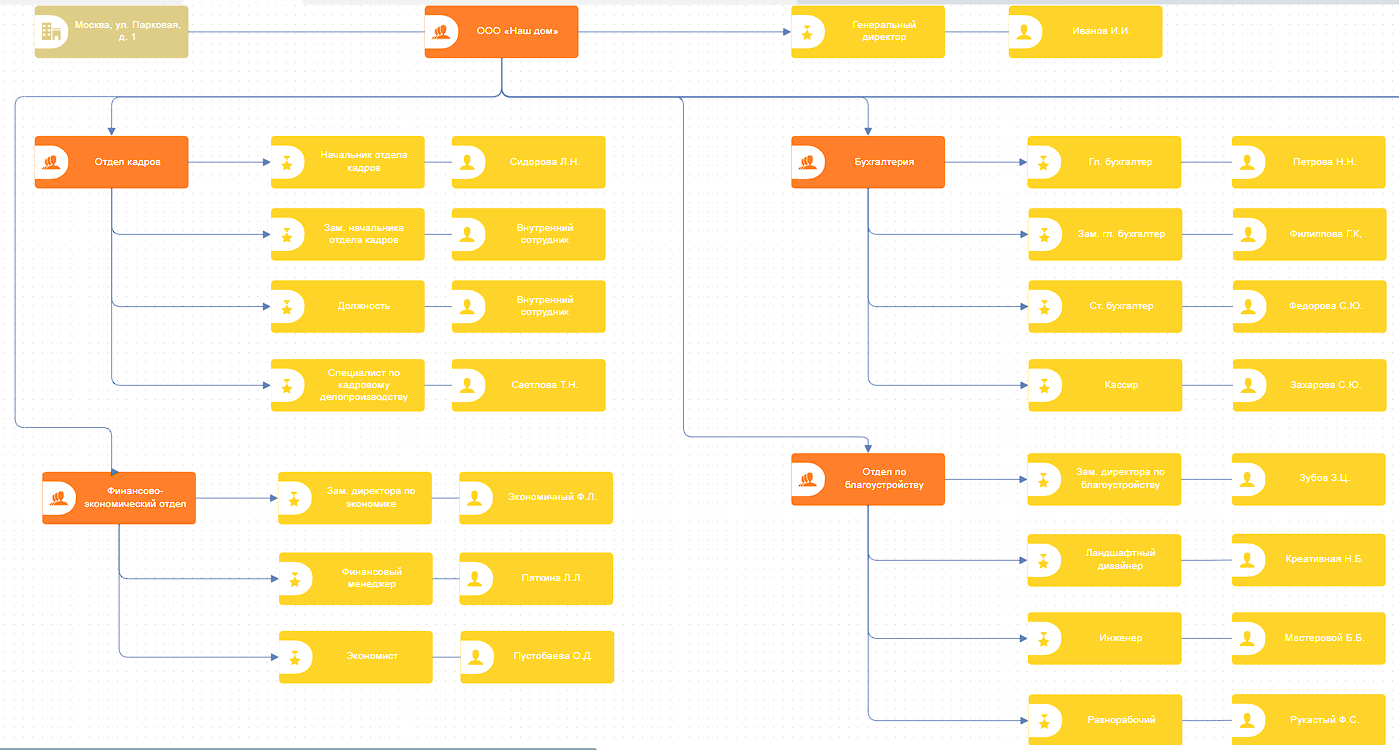 Москва, ул. Парковая,
д. 1
ООО «Наш дом»
Генеральный
директор
Иванов И.И.
Отдел кадров
Начальник отдела
кадров
Сидорова Л.Н.
Зам. начальника
отдела кадров
Внутренний
сотрудник
Должность
Внутренний
сотрудник
Специалист по
кадровому
делопроизводству
Светлова Т.Н.
Бухгалтерия
Гл. бухгалтер
Петрова Н.Н.
Зам. гл. бухгалтер
Филиппова Г.К.
Ст. бухгалтер
Федорова С.Ю.
Кассир
Захарова С.Ю.
Финансово-
экономический отдел
Зам. директора по
экономике
Экономичный Ф.Л.
Финансовый
менеджер
Пяткина Л.Л.
Экономист
Пустобаева О.Д.
Отдел по
благоустройству
Зам. директора по
благоустройству
Зубов З.Ц.
Ландшафтный
дизайнер
Креативная Н.Б.
Инженер
Мастеровой Б.Б.
Разнорабочий
Рукастый Ф.С.